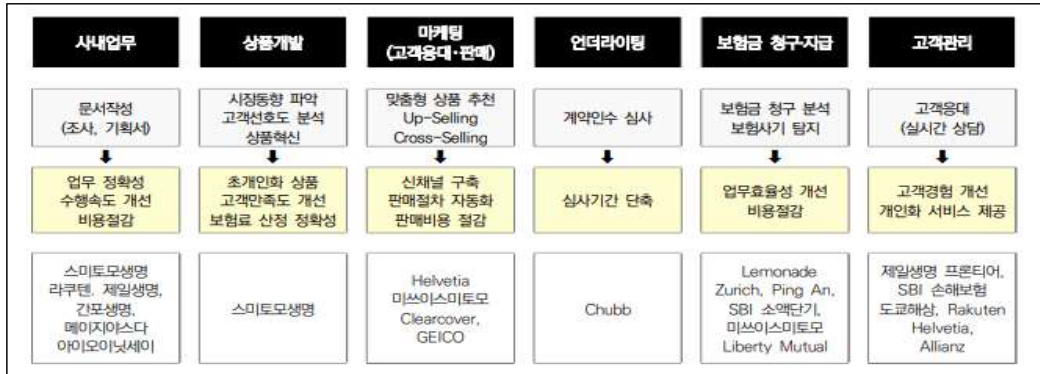 사내업무
문서작성
(조사, 기획서)
업무 정확성
수행속도 개선
비용절감
스미토모생명
라쿠텐. 제일생명,
간포생명,
메이지야스다
아이오이닛세이
상품개발
시장동향 파악
고객선호도 분석
상품혁신
초개인화 상품
고객만족도 개선
보험료 산정 정확성
스미토모생명
마케팅
(고객응대·판매)
맞춤형 상품 추천
Up-Selling
Cross-Selling
신채널 구축
판매절차 자동화
판매비용 절감
Helvetia
미쓰이스미토모
Clearcover,
GEICO
언더라이팅
계약인수 심사
심사기간 단축
Chubb
보험금 청구·지급
보험금 청구 분석
보험사기 탐지
업무효율성 개선
비용절감
Lemonade
Zurich, Ping An,
SBI 소액단기,
미쓰이스미토모
Liberty Mutual
고객관리
고객응대
(실시간 상담)
고객경험 개선
개인화 서비스 제공
제일생명 프론티어,
SBI 손해보험
도쿄해상, Rakuten
Helvetia,
Allianz